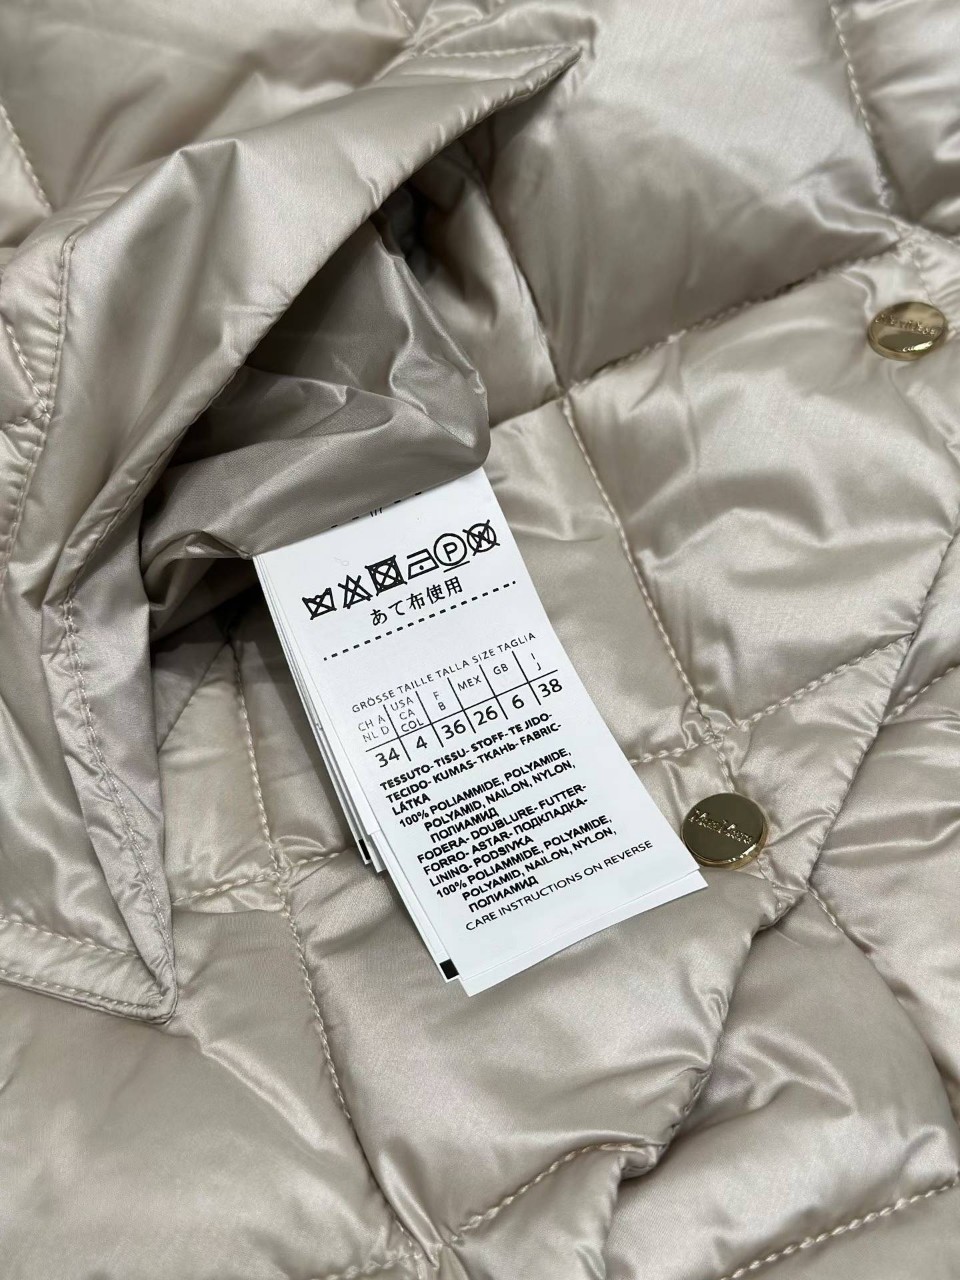 あて布使用
GRÖSSE TAILLE TALLA SIZE TAGLIA
CH A USA F MEX GB I
NL D CA B J
COL
34 4 36 26 6 38
TESSUTO- TISSU- STOFF- TEJIDO-
TECIDO- KUMAS- ТКАНЬ- FABRIC-
LÁTKA
100% POLIAMMIDE, POLYAMIDE,
POLYAMID, NAILON, NYLON,
ПОЛИАМИД
FODERA- DOUBLURE- FUTTER-
FORRO- ASTAR- ПОДКЛАДКА-
LINING- PODSIVKA
100% POLIAMMIDE, POLYAMIDE,
POLYAMID, NAILON, NYLON,
ПОЛИАМИД
CARE INSTRUCTIONS ON REVERSE
MaxMara